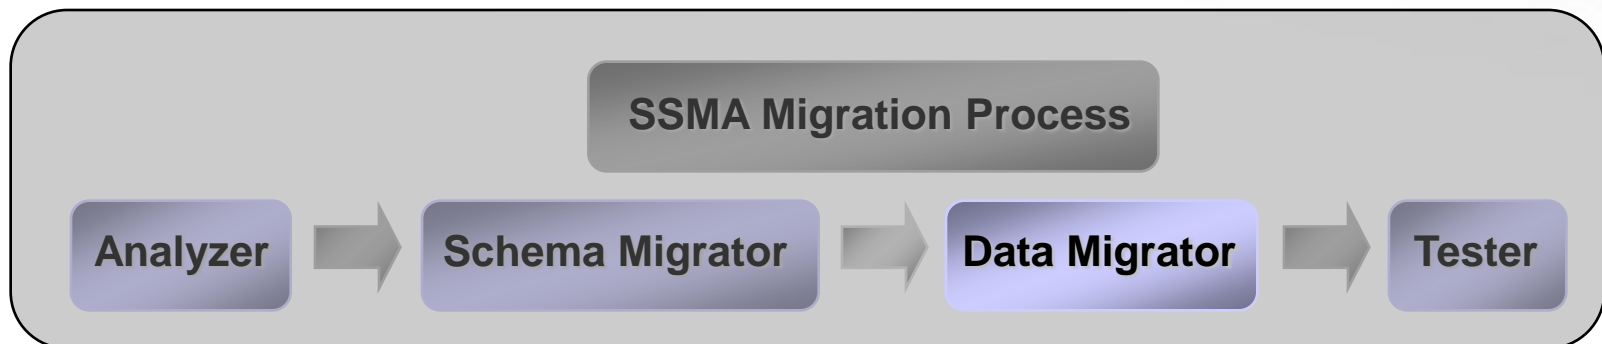 SSMA Migration Process
Analyzer
Schema Migrator
Data Migrator
Tester